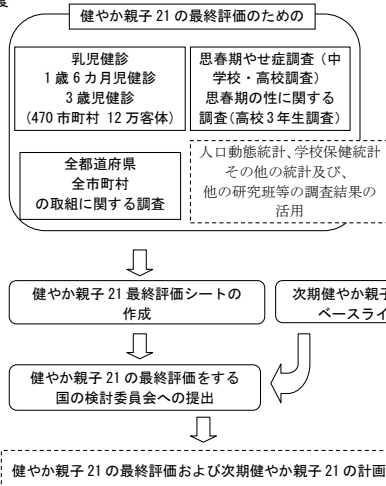 度
健やか親子21の最終評価のための
乳児健診
1歳6カ月児健診
3歳児健診
(470市町村 12万客体)
思春期やせ症調査（中
学校・高校調査）
思春期の性に関する
調査(高校3年生調査)
全都道府県
全市町村
の取組に関する調査
人口動態統計、学校保健統計
その他の統計及び、
他の研究班等の調査結果の
活用
健やか親子21最終評価シートの
作成
次期健やか親子
ベースライ
健やか親子21の最終評価をする
国の検討委員会への提出
健やか親子21の最終評価および次期健やか親子21の計画